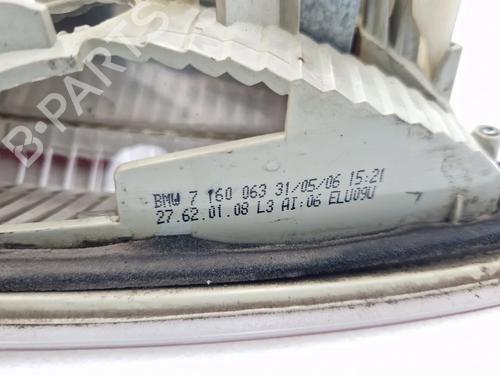 B-PARTS
BMW 7 160 063 31/05/06 15:21
27.62.01.08 L3 AI:06 ELU09U